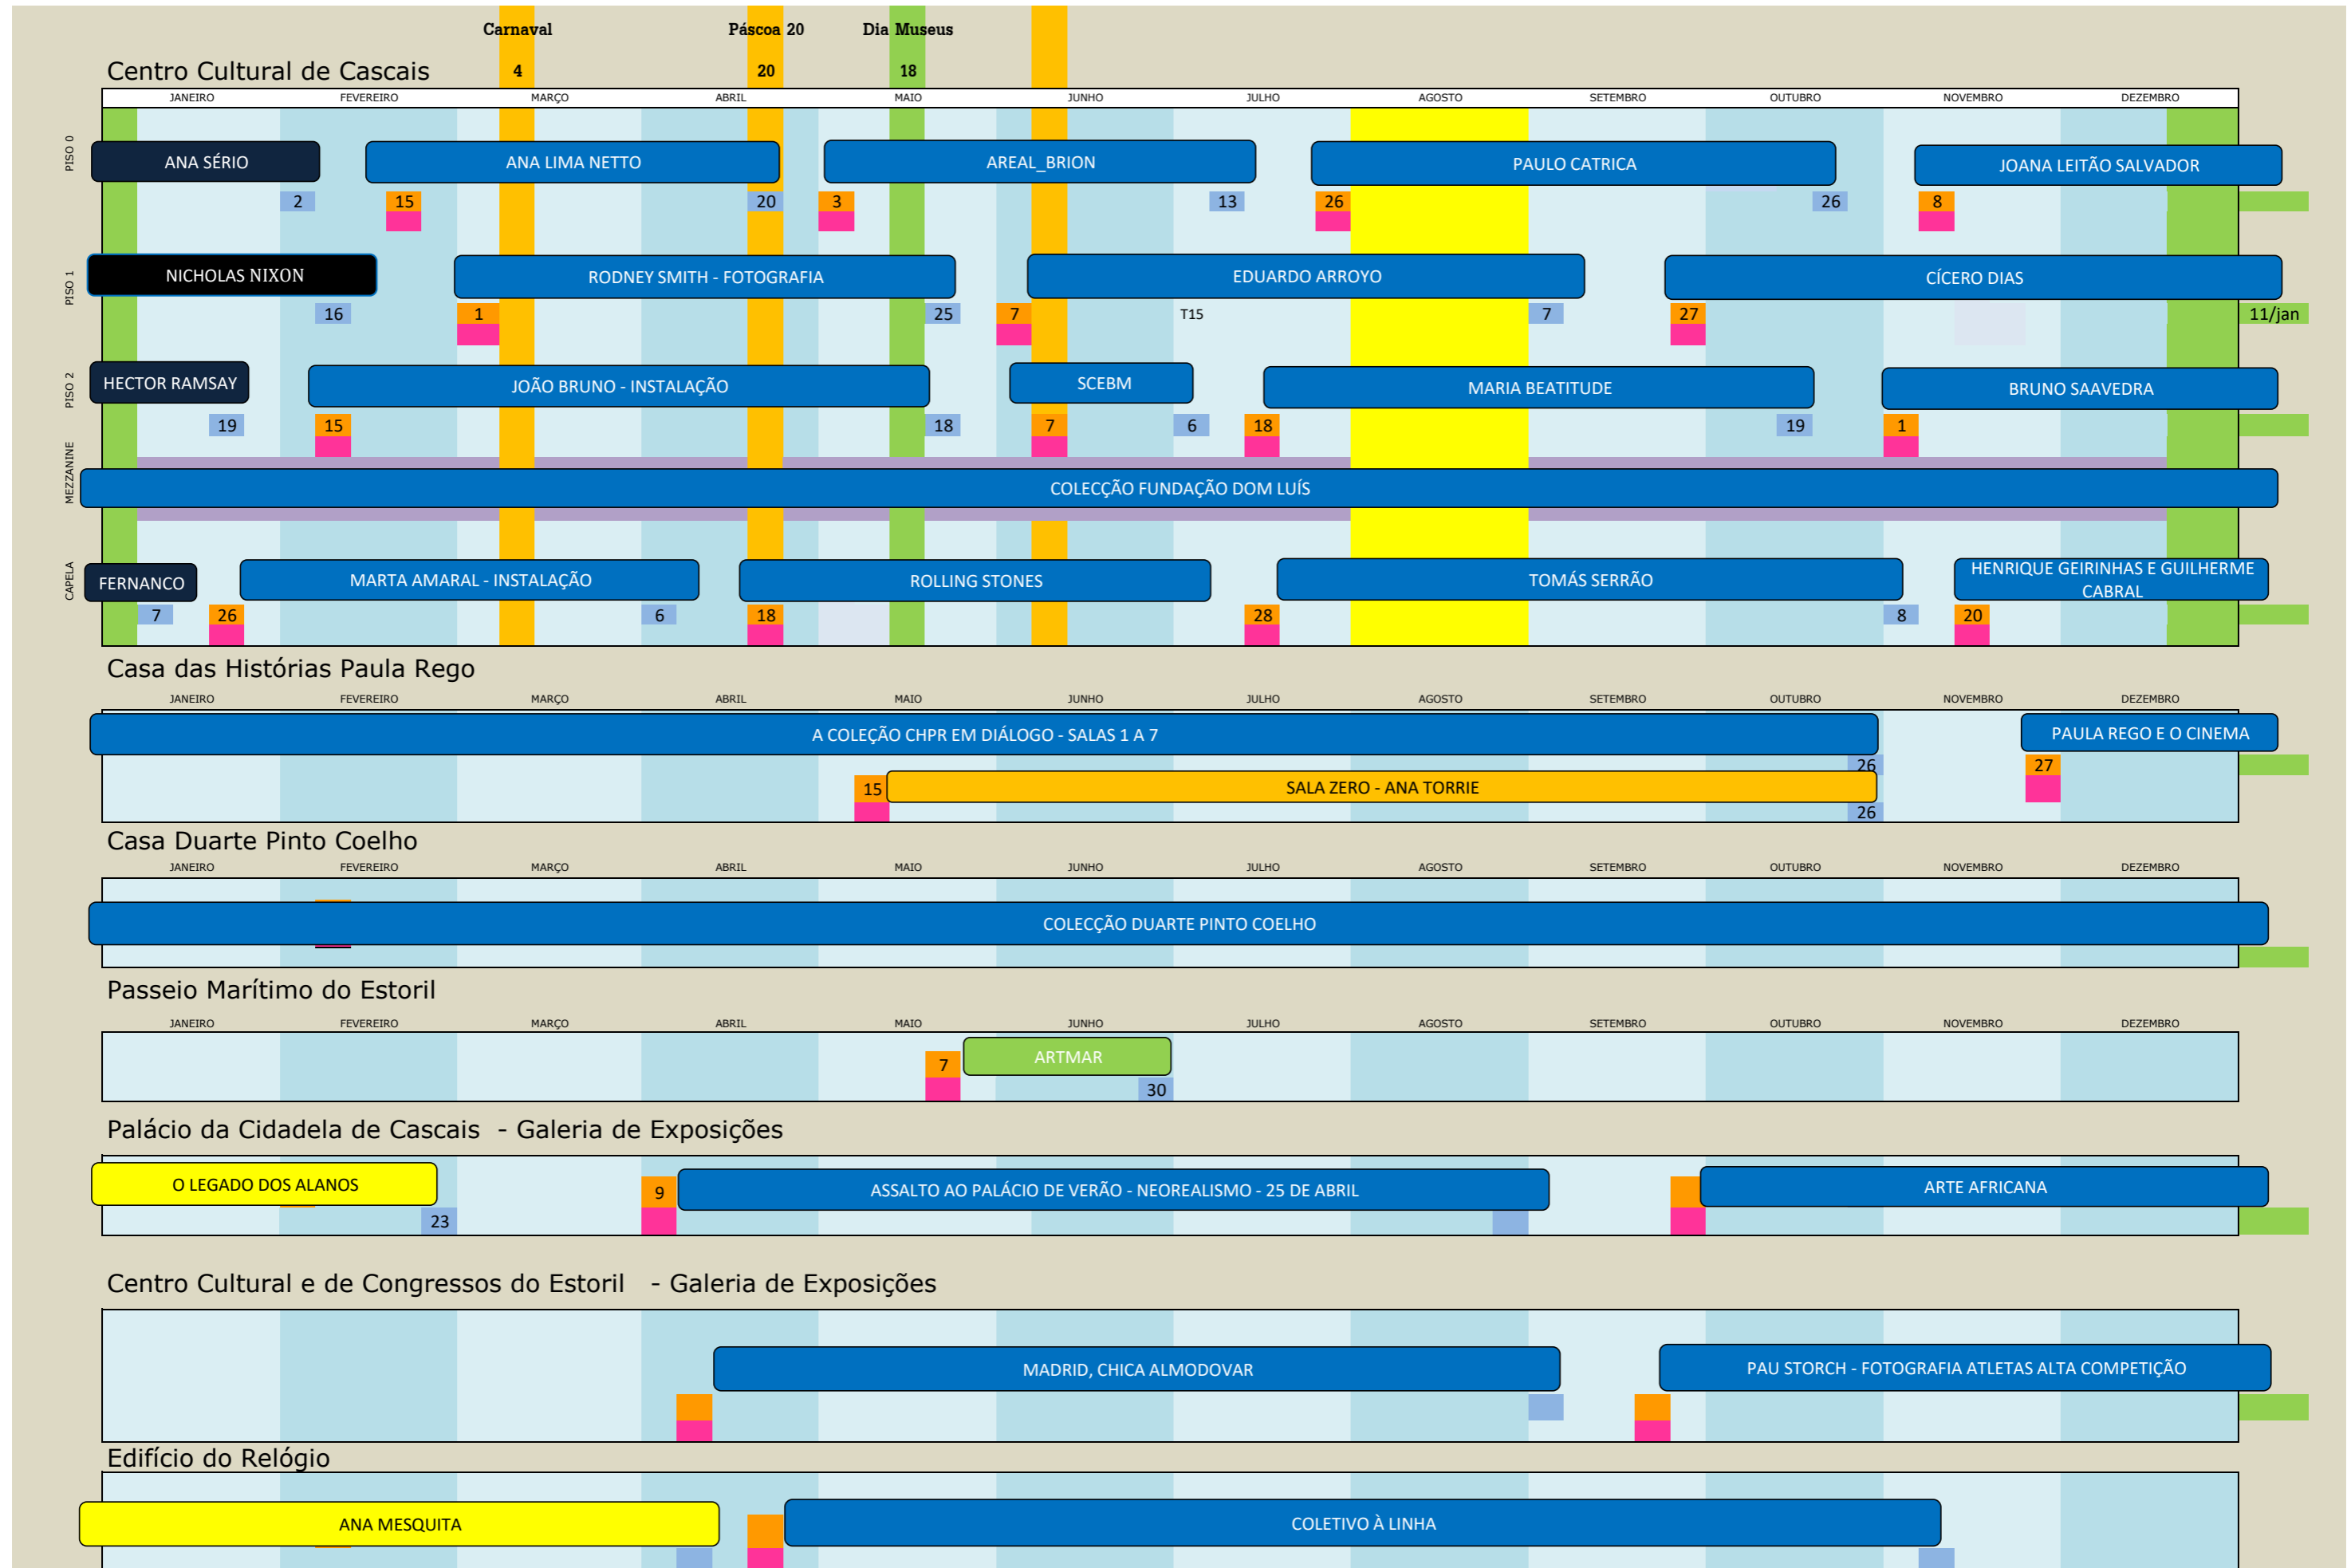 Carnaval Páscoa 20 Dia Museus
Centro Cultural de Cascais 4 20 18
JANEIRO FEVEREIRO MARÇO ABRIL MAIO JUNHO JULHO AGOSTO SETEMBRO OUTUBRO NOVEMBRO DEZEMBRO
PISO 0
ANA SÉRIO ANA LIMA NETTO AREAL_BRION PAULO CATRICA JOANA LEITÃO SALVADOR
2 15 20 3 13 26 26 8
PISO 1
NICHOLAS NIXON RODNEY SMITH - FOTOGRAFIA EDUARDO ARROYO CÍCERO DIAS
16 1 25 7 T15 7 27 11/jan
PISO 2
HECTOR RAMSAY JOÃO BRUNO - INSTALAÇÃO SCEBM MARIA BEATITUDE BRUNO SAAVEDRA
19 15 18 7 6 18 19 1
MEZZANINE
COLECÇÃO FUNDAÇÃO DOM LUÍS
CAPELA
FERNANCO MARTA AMARAL - INSTALAÇÃO ROLLING STONES TOMÁS SERRÃO HENRIQUE GEIRINHAS E GUILHERME
CABRAL
7 26 6 18 28 8 20
Casa das Histórias Paula Rego
JANEIRO FEVEREIRO MARÇO ABRIL MAIO JUNHO JULHO AGOSTO SETEMBRO OUTUBRO NOVEMBRO DEZEMBRO
A COLEÇÃO CHPR EM DIÁLOGO - SALAS 1 A 7 PAULA REGO E O CINEMA
26 27
15 SALA ZERO - ANA TORRIE
26
Casa Duarte Pinto Coelho
JANEIRO FEVEREIRO MARÇO ABRIL MAIO JUNHO JULHO AGOSTO SETEMBRO OUTUBRO NOVEMBRO DEZEMBRO
COLECÇÃO DUARTE PINTO COELHO
Passeio Marítimo do Estoril
JANEIRO FEVEREIRO MARÇO ABRIL MAIO JUNHO JULHO AGOSTO SETEMBRO OUTUBRO NOVEMBRO DEZEMBRO
7 ARTMAR
30
Palácio da Cidadela de Cascais - Galeria de Exposições
O LEGADO DOS ALANOS 9 ASSALTO AO PALÁCIO DE VERÃO - NEOREALISMO - 25 DE ABRIL ARTE AFRICANA
23
Centro Cultural e de Congressos do Estoril - Galeria de Exposições
MADRID, CHICA ALMODOVAR PAU STORCH - FOTOGRAFIA ATLETAS ALTA COMPETIÇÃO
Edifício do Relógio
ANA MESQUITA COLETIVO À LINHA